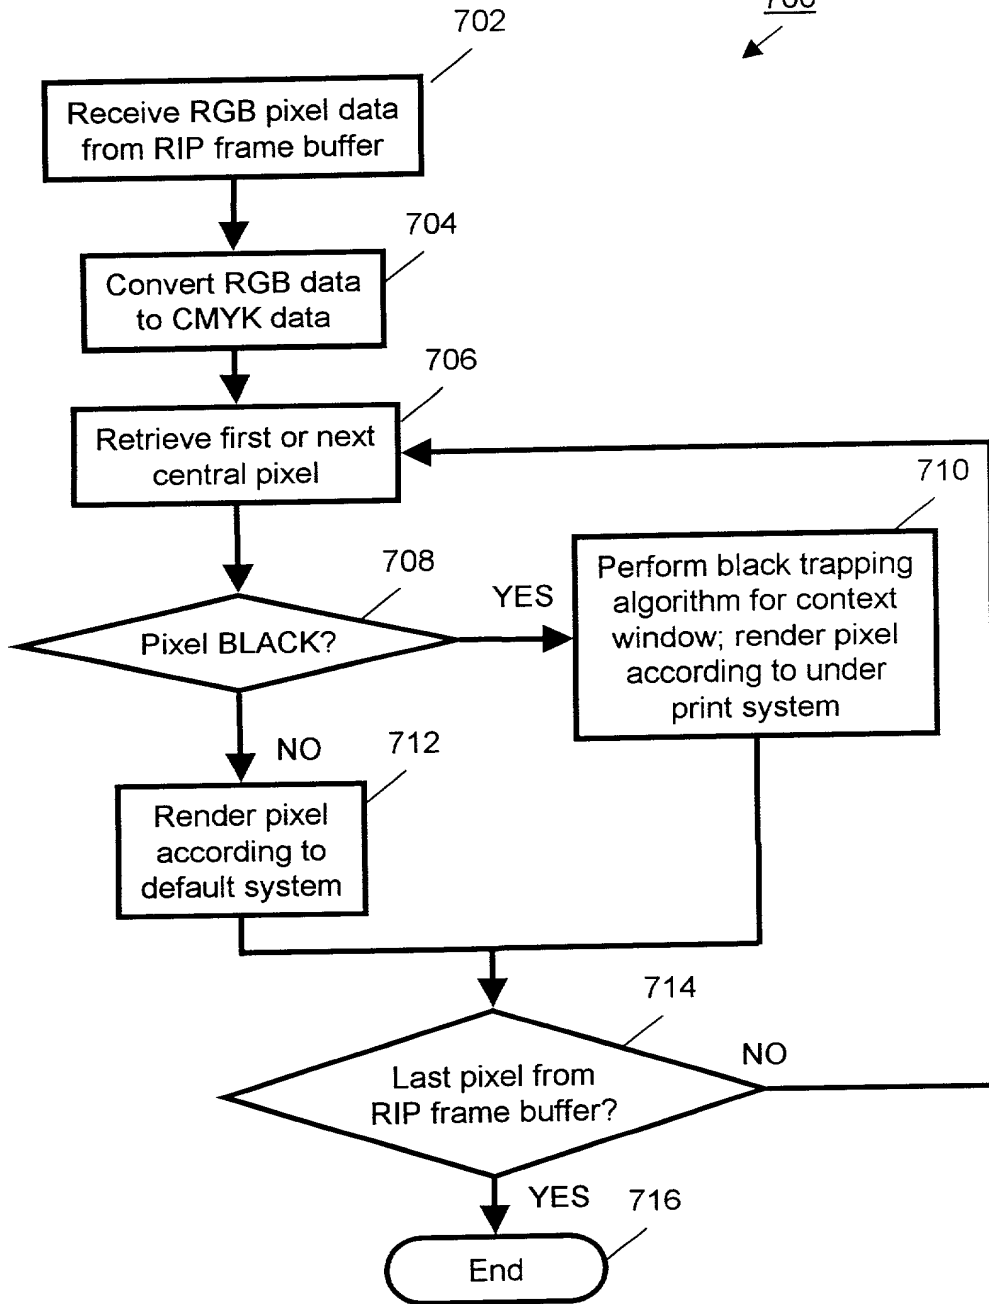 700
702
Receive RGB pixel data
from RIP frame buffer
704
Convert RGB data
to CMYK data
706
Retrieve first or next
central pixel
708
Pixel BLACK?
YES
710
Perform black trapping
algorithm for context
window; render pixel
according to under
print system
NO
712
Render pixel
according to
default system
714
Last pixel from
RIP frame buffer?
NO
YES
716
End